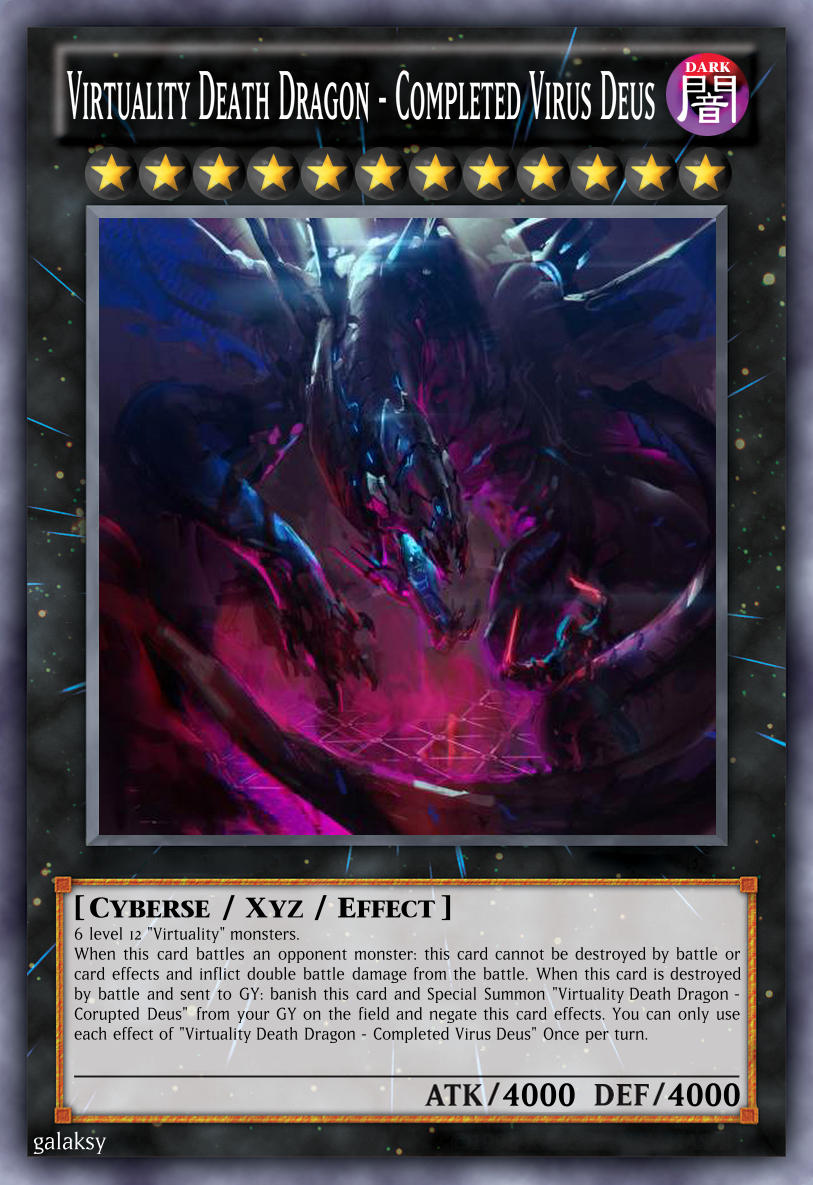 Virtuality Death Dragon - Completed Virus Deus
DARK
闇
[ Cyberse / Xyz / Effect ]
6 level 12 "Virtuality" monsters.
When this card battles an opponent monster: this card cannot be destroyed by battle or
card effects and inflict double battle damage from the battle. When this card is destroyed
by battle and sent to GY: banish this card and Special Summon "Virtuality Death Dragon -
Corupted Deus" from your GY on the field and negate this card effects. You can only use
each effect of "Virtuality Death Dragon - Completed Virus Deus" Once per turn.
ATK/4000 DEF/4000
galaksy